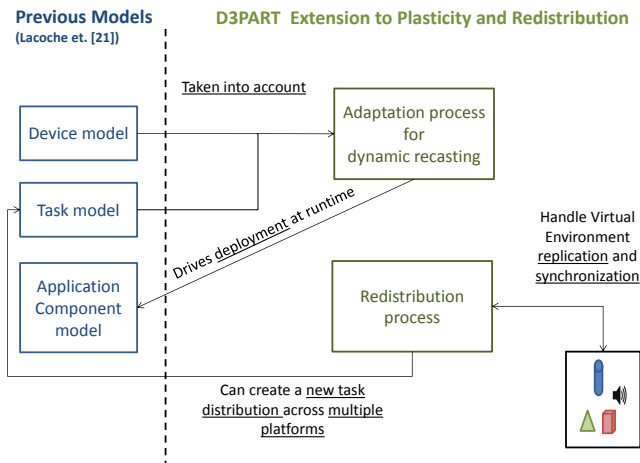 Previous Models
(Lacoche et. [21])
D3PART Extension to Plasticity and Redistribution
Taken into account
Device model
Adaptation process
for
dynamic recasting
Task model
Drives deployment at runtime
Handle Virtual
Environment
replication and
synchronization
Application
Component
model
Redistribution
process
Can create a new task
distribution across multiple
platforms